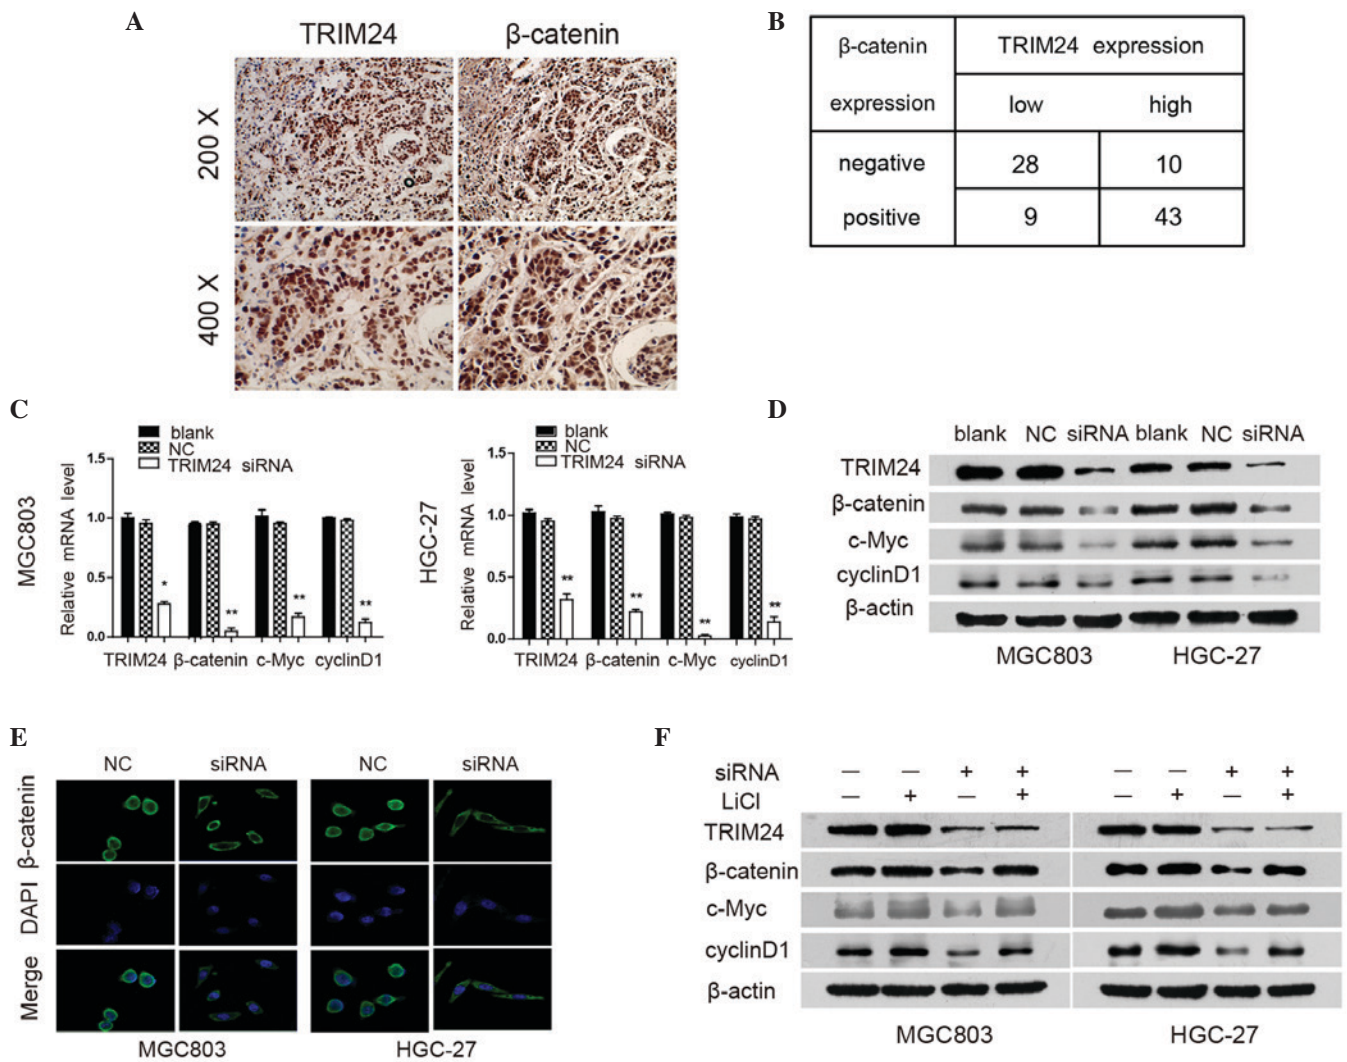 A
TRIM24 β-catenin
200 X
400 X
B
β-catenin expression
TRIM24 expression
low high
negative 28 10
positive 9 43
C
MGC803
blank
NC
TRIM24 siRNA
Relative mRNA level
1.5
1.0
0.5
0.0
* ** ** **
TRIM24 β-catenin c-Myc cyclinD1
HGC-27
blank
NC
TRIM24 siRNA
Relative mRNA level
1.5
1.0
0.5
0.0
** ** ** **
TRIM24 β-catenin c-Myc cyclinD1
D
blank NC siRNA blank NC siRNA
TRIM24
β-catenin
c-Myc
cyclinD1
β-actin
MGC803 HGC-27
E
NC siRNA NC siRNA
β-catenin
DAPI
Merge
MGC803 HGC-27
F
siRNA — — + + — — + +
LiCl — + — + — + — +
TRIM24
β-catenin
c-Myc
cyclinD1
β-actin
MGC803 HGC-27